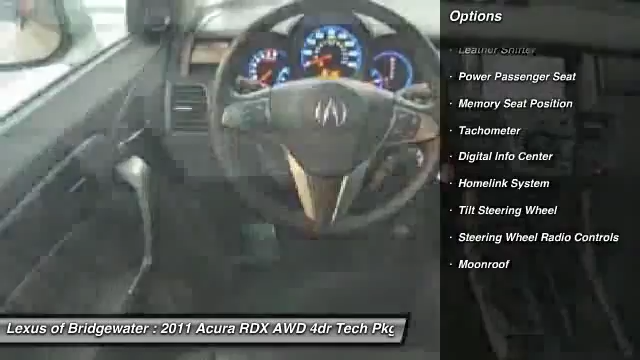 Options
· Leather Shifter
· Power Passenger Seat
· Memory Seat Position
· Tachometer
· Digital Info Center
· Homelink System
· Tilt Steering Wheel
· Steering Wheel Radio Controls
· Moonroof
Lexus of Bridgewater : 2011 Acura RDX AWD 4dr Tech Pkg